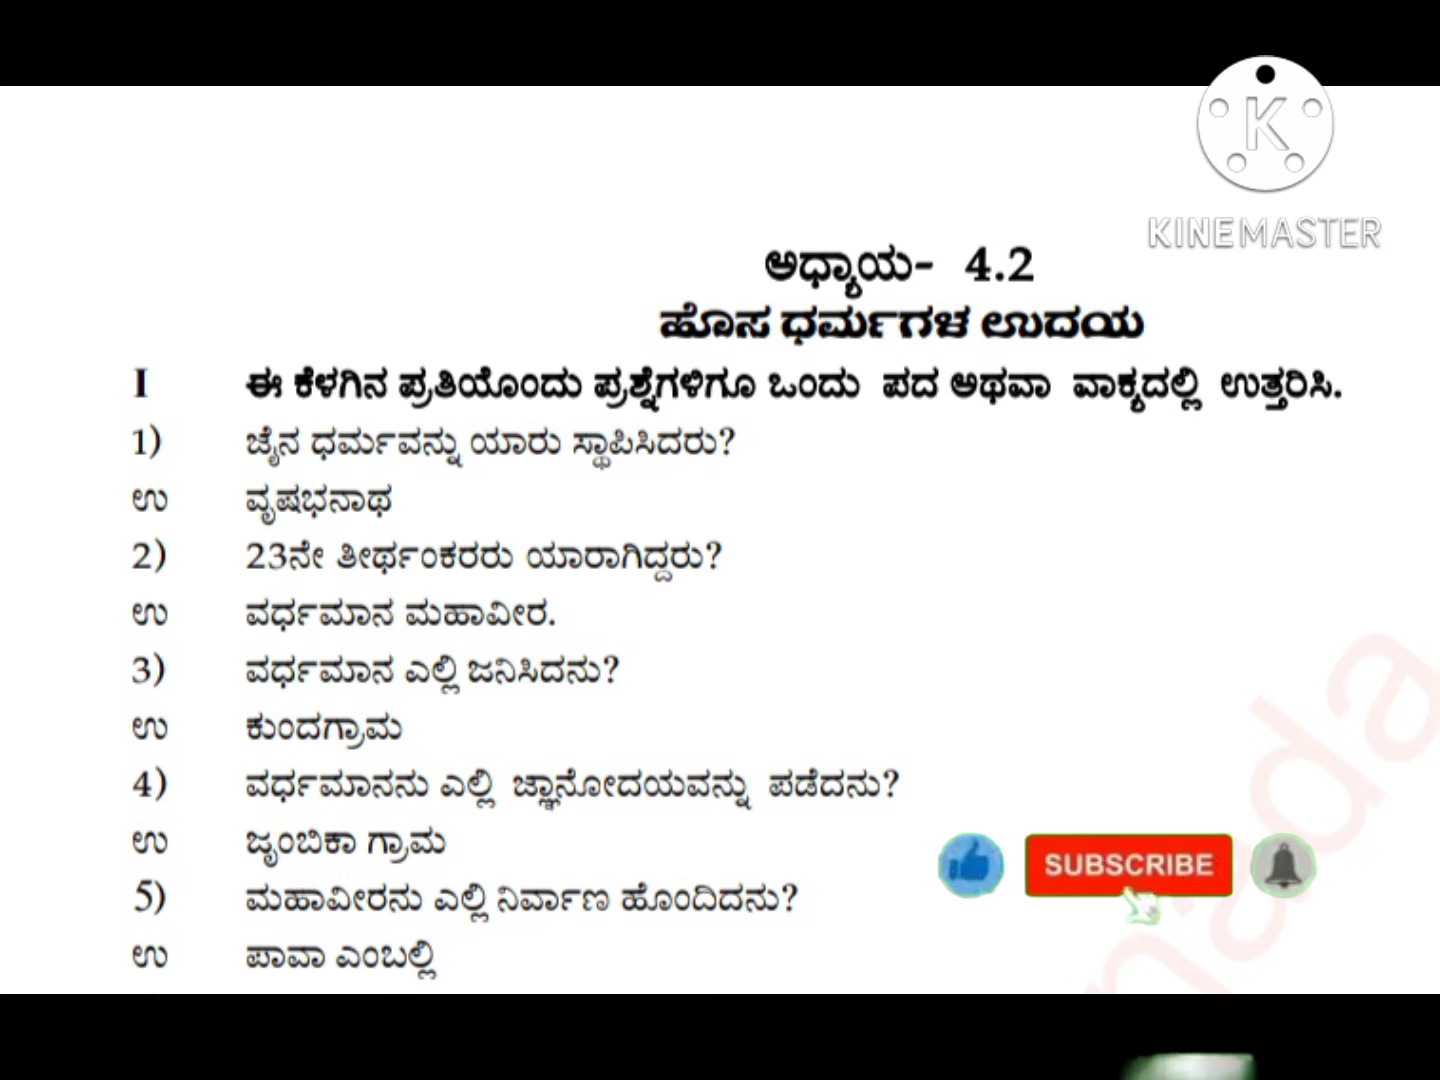 KINEMASTER
ಅಧ್ಯಾಯ- 4.2
ಹೊಸ ಧರ್ಮಗಳ ಉದಯ
I ಈ ಕೆಳಗಿನ ಪ್ರತಿಯೊಂದು ಪ್ರಶ್ನೆಗಳಿಗೂ ಒಂದು ಪದ ಅಥವಾ ವಾಕ್ಯದಲ್ಲಿ ಉತ್ತರಿಸಿ.
1) ಜೈನ ಧರ್ಮವನ್ನು ಯಾರು ಸ್ಥಾಪಿಸಿದರು?
ಉ ವೃಷಭನಾಥ
2) 23ನೇ ತೀರ್ಥಂಕರರು ಯಾರಾಗಿದ್ದರು?
ಉ ವರ್ಧಮಾನ ಮಹಾವೀರ.
3) ವರ್ಧಮಾನ ಎಲ್ಲಿ ಜನಿಸಿದನು?
ಉ ಕುಂದಗ್ರಾಮ
4) ವರ್ಧಮಾನನು ಎಲ್ಲಿ ಜ್ಞಾನೋದಯವನ್ನು ಪಡೆದನು?
ಉ ಜೃಂಬಿಕಾ ಗ್ರಾಮ
SUBSCRIBE
5) ಮಹಾವೀರನು ಎಲ್ಲಿ ನಿರ್ವಾಣ ಹೊಂದಿದನು?
ಉ ಪಾವಾ ಎಂಬಲ್ಲಿ